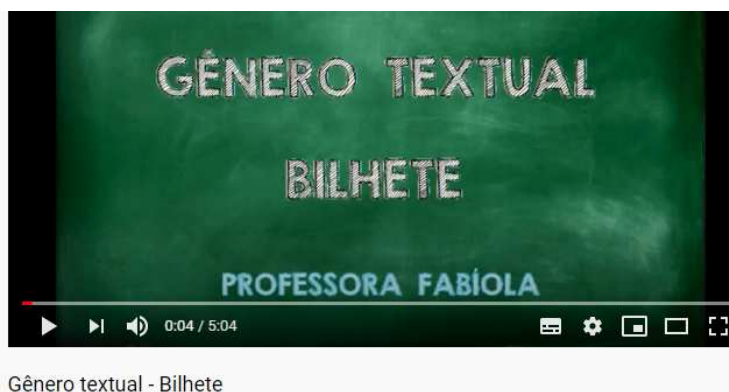 GÊNERO TEXTUAL
BILHETE
PROFESSORA FABÍOLA
0:04 / 5:04
Gênero textual - Bilhete